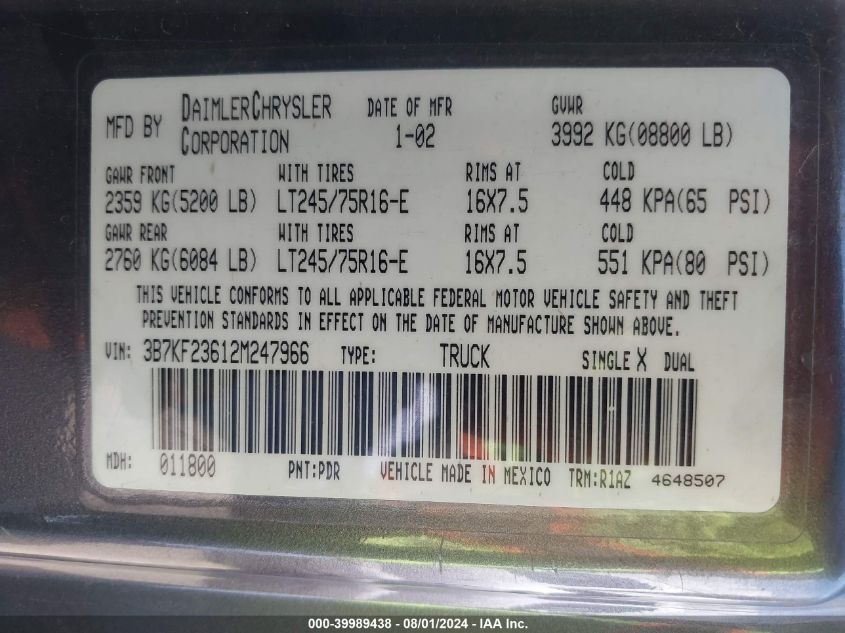 MFD BY DAIMLERCHRYSLER CORPORATION DATE OF MFR 1-02 GVWR 3992 KG(08800 LB)
GAWR FRONT WITH TIRES RIMS AT COLD
2359 KG(5200 LB) LT245/75R16-E 16X7.5 448 KPA(65 PSI)
GAWR REAR WITH TIRES RIMS AT COLD
2760 KG(6084 LB) LT245/75R16-E 16X7.5 551 KPA(80 PSI)
THIS VEHICLE CONFORMS TO ALL APPLICABLE FEDERAL MOTOR VEHICLE SAFETY AND THEFT
PREVENTION STANDARDS IN EFFECT ON THE DATE OF MANUFACTURE SHOWN ABOVE.
VIN: 3B7KF23612M247966 TYPE: TRUCK SINGLE X DUAL
MDH: 011800 PNT:PDR VEHICLE MADE IN MEXICO TRM:R1AZ 4648507
000-39989438 - 08/01/2024 - IAA Inc.